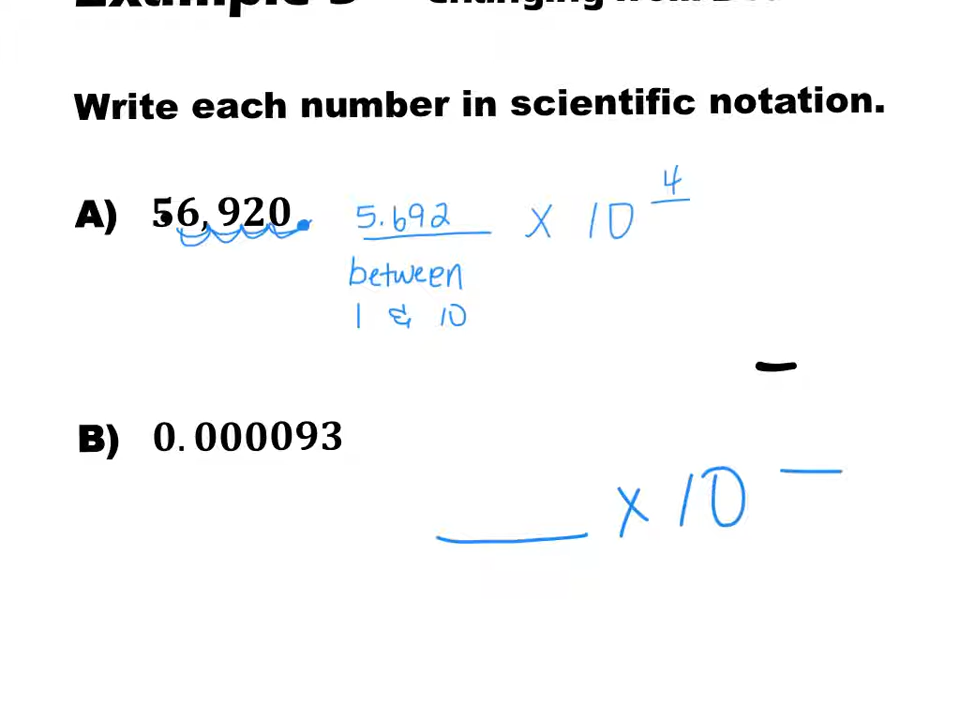 Write each number in scientific notation.
A) 56,920. 5.692 x 10 4
between
1 & 10
B) 0.000093
x 10